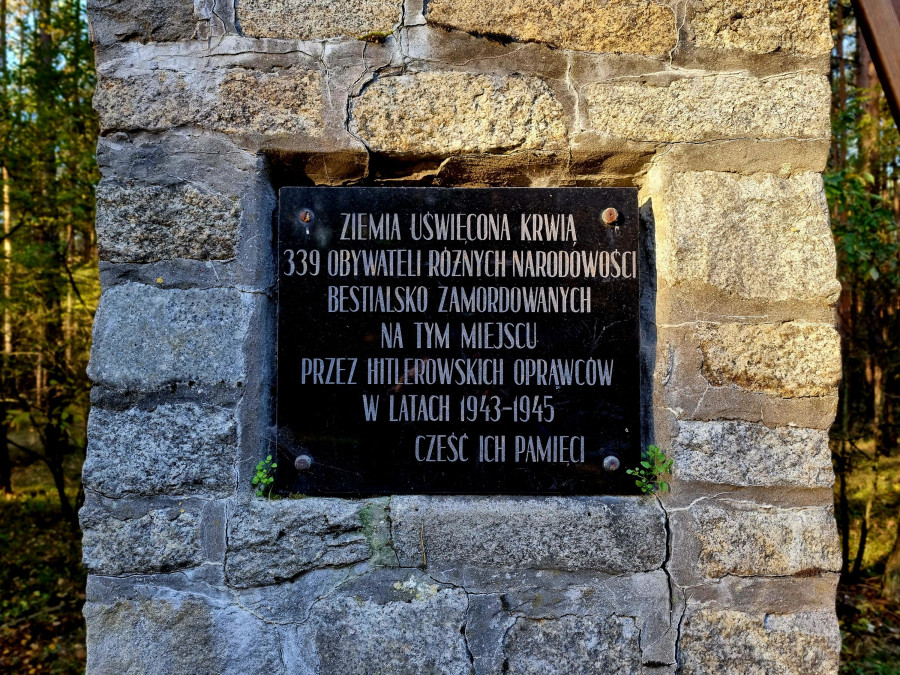 ZIEMIA UŚWIĘCONA KRWIĄ
339 OBYWATELI RÓŻNYCH NARODOWOŚCI
BESTIALSKO ZAMORDOWANYCH
NA TYM MIEJSCU
PRZEZ HITLEROWSKICH OPRAWCÓW
W LATACH 1943-1945
CZEŚĆ ICH PAMIĘCI